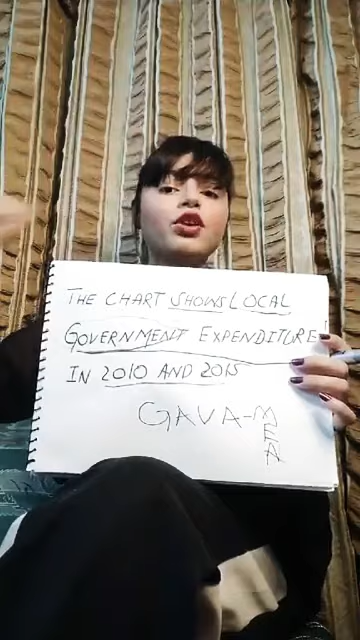 THE CHART SHOWS LOCAL
GOVERNMENT EXPENDITURE
IN 2010 AND 2015
GAVA-MEA